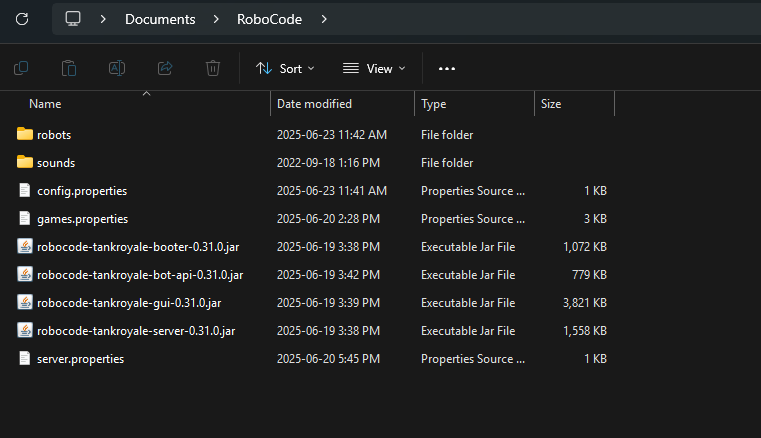 Documents RoboCode
Sort View
Name Date modified Type Size
robots 2025-06-23 11:42 AM File folder
sounds 2022-09-18 1:16 PM File folder
config.properties 2025-06-23 11:41 AM Properties Source ... 1 KB
games.properties 2025-06-20 2:28 PM Properties Source ... 3 KB
robocode-tankroyale-booter-0.31.0.jar 2025-06-19 3:38 PM Executable Jar File 1,072 KB
robocode-tankroyale-bot-api-0.31.0.jar 2025-06-19 3:42 PM Executable Jar File 779 KB
robocode-tankroyale-gui-0.31.0.jar 2025-06-19 3:39 PM Executable Jar File 3,821 KB
robocode-tankroyale-server-0.31.0.jar 2025-06-19 3:38 PM Executable Jar File 1,558 KB
server.properties 2025-06-20 5:45 PM Properties Source ... 1 KB